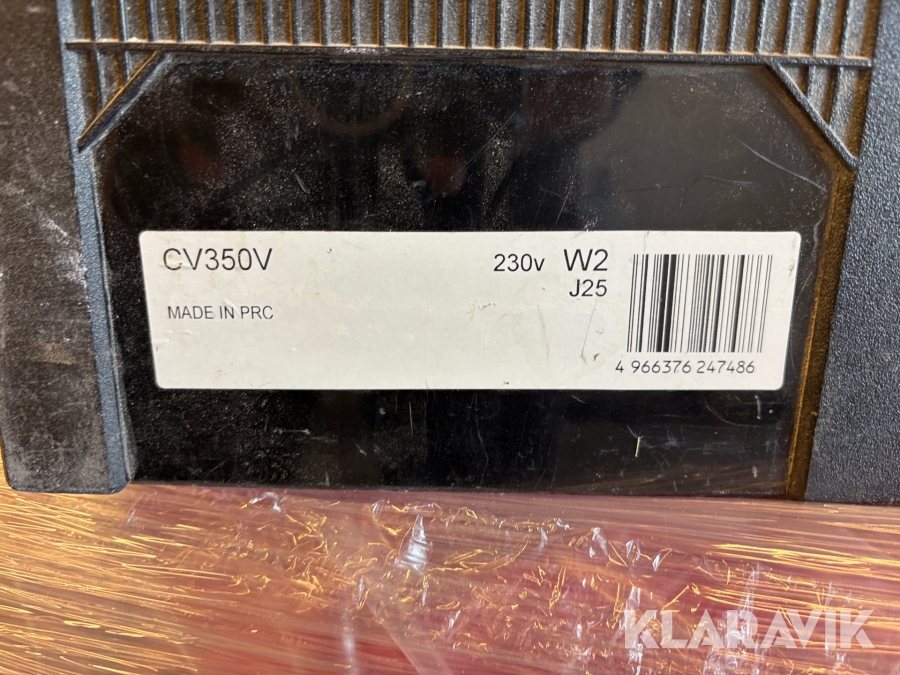 CV350V 230v W2
J25
MADE IN PRC
4 966376 247486
KLARAVIK